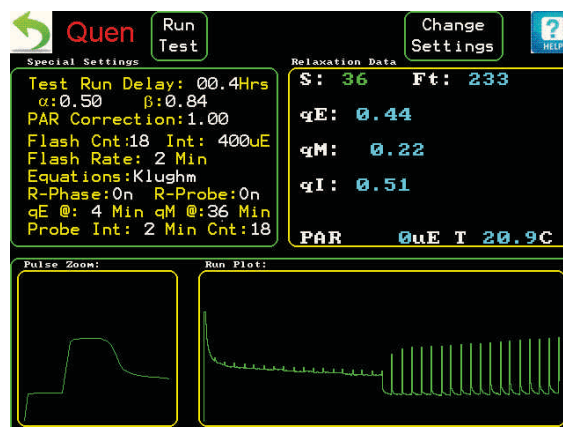 Quen
Run
Test
Change
Settings
?
HELP
Special Settings
Test Run Delay: 00.4Hrs
α:0.50 β:0.84
PAR Correction:1.00
Flash Cnt:18 Int: 400uE
Flash Rate: 2 Min
Equations:Klughm
R-Phase:On R-Probe:On
qE @: 4 Min qM @:36 Min
Probe Int: 2 Min Cnt:18
Relaxation Data
S: 36 Ft: 233
qE: 0.44
qM: 0.22
qI: 0.51
PAR 0uE T 20.9C
Pulse Zoom:
Run Plot: